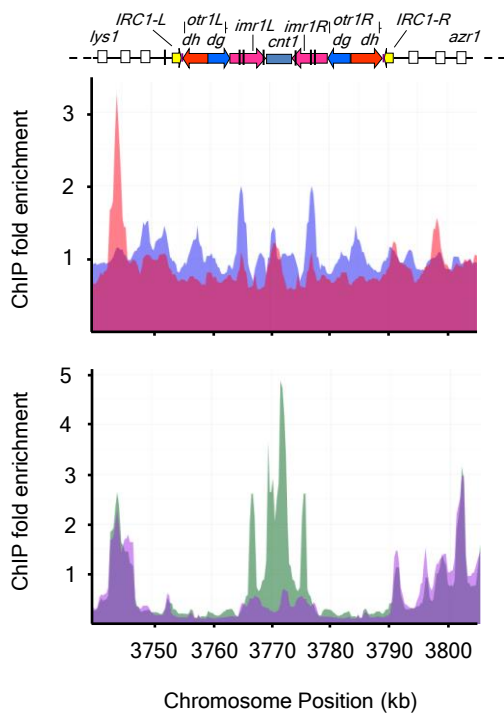 IRC1-L otr1L imr1L imr1R otr1R IRC1-R
lys1 dh dg cnt1 dg dh azr1
ChIP fold enrichment
3
2
1
ChIP fold enrichment
5
4
3
2
1
3750 3760 3770 3780 3790 3800
Chromosome Position (kb)